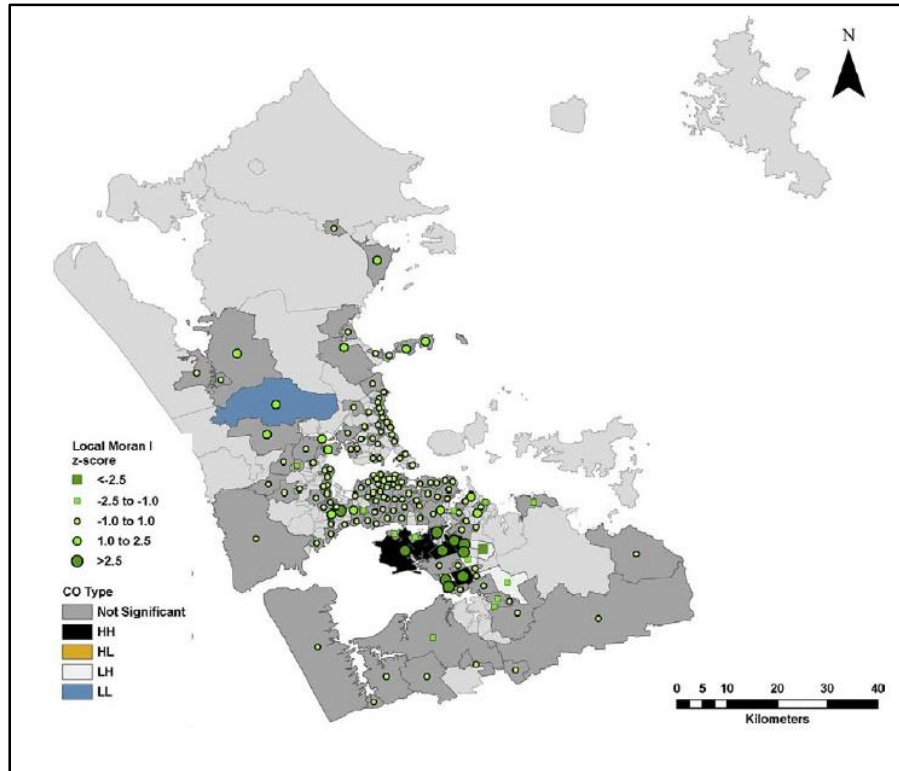 N
Local Moran I
z-score
<-2.5
-2.5 to -1.0
-1.0 to 1.0
1.0 to 2.5
>2.5
CO Type
Not Significant
HH
HL
LH
LL
0 5 10 20 30 40
Kilometers